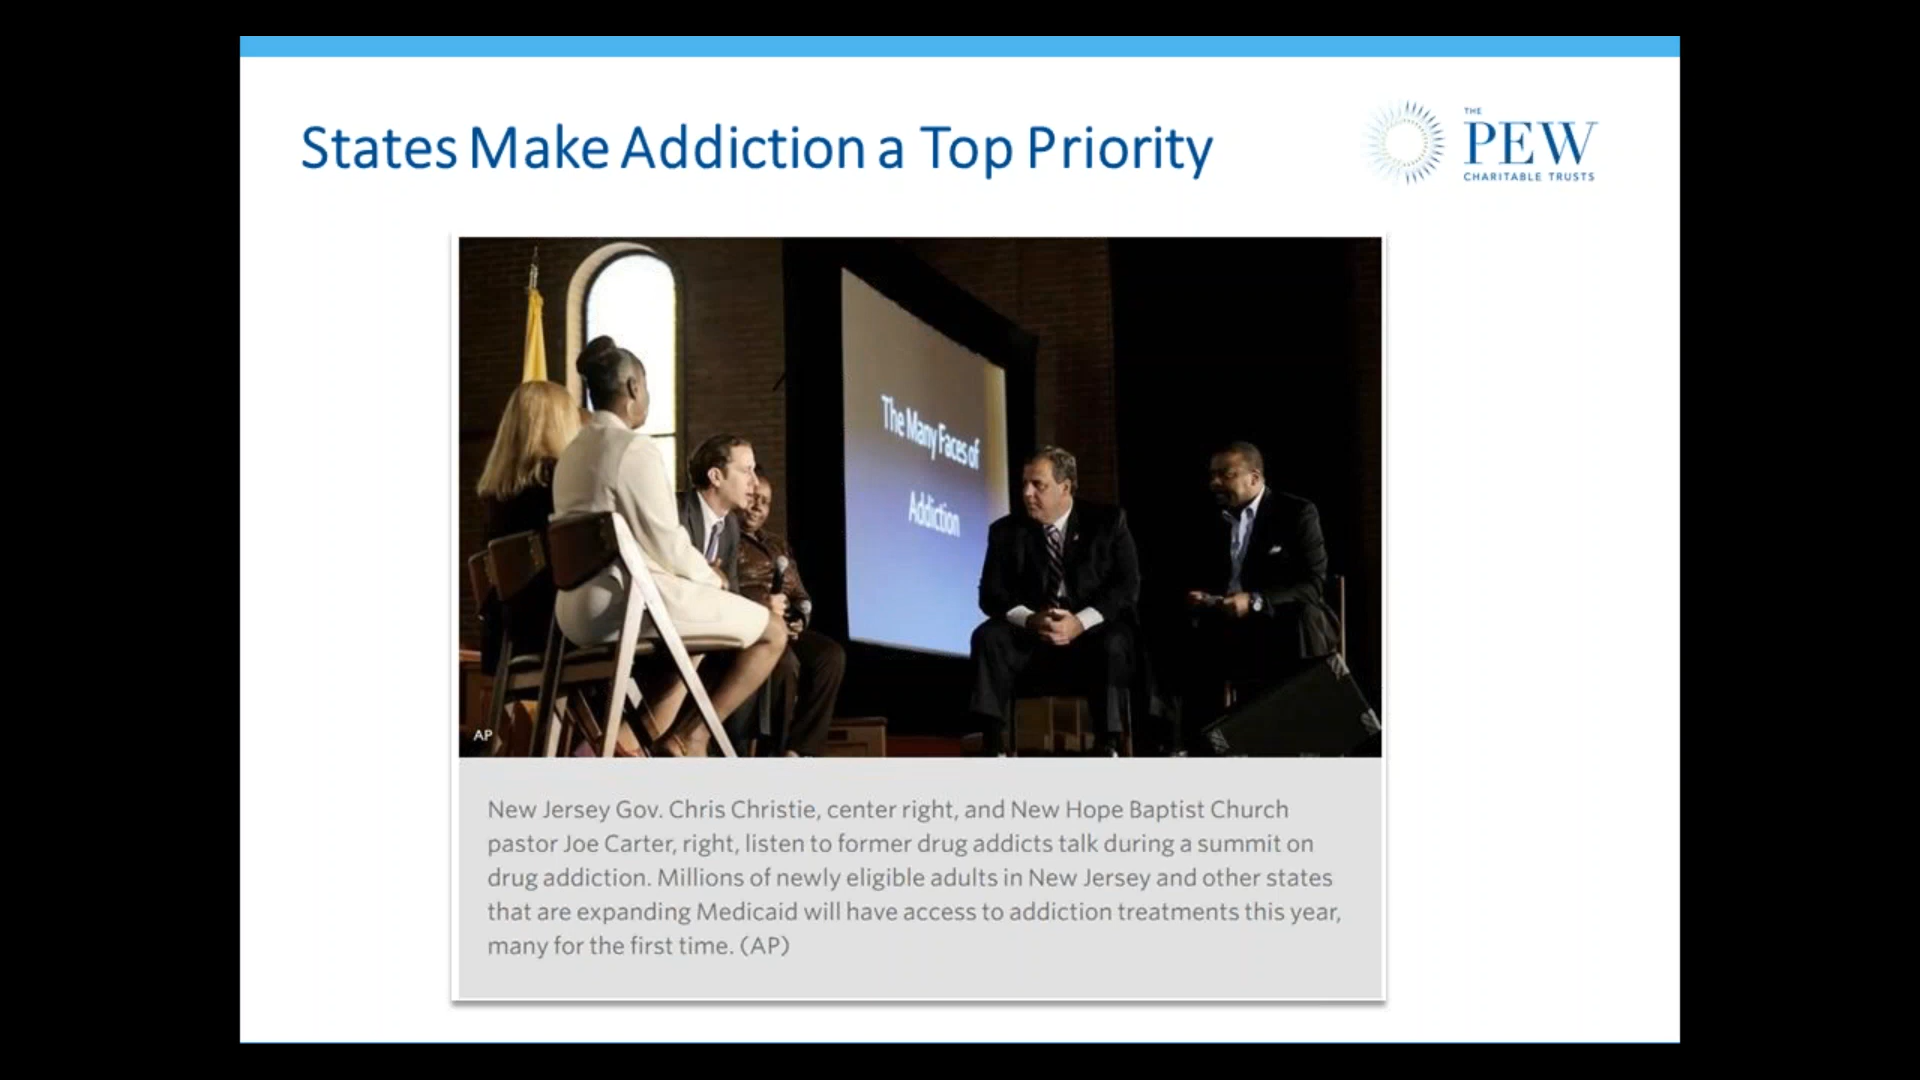 States Make Addiction a Top Priority
THE
PEW
CHARITABLE TRUSTS
The Many Faces of
Addiction
AP
New Jersey Gov. Chris Christie, center right, and New Hope Baptist Church
pastor Joe Carter, right, listen to former drug addicts talk during a summit on
drug addiction. Millions of newly eligible adults in New Jersey and other states
that are expanding Medicaid will have access to addiction treatments this year,
many for the first time. (AP)